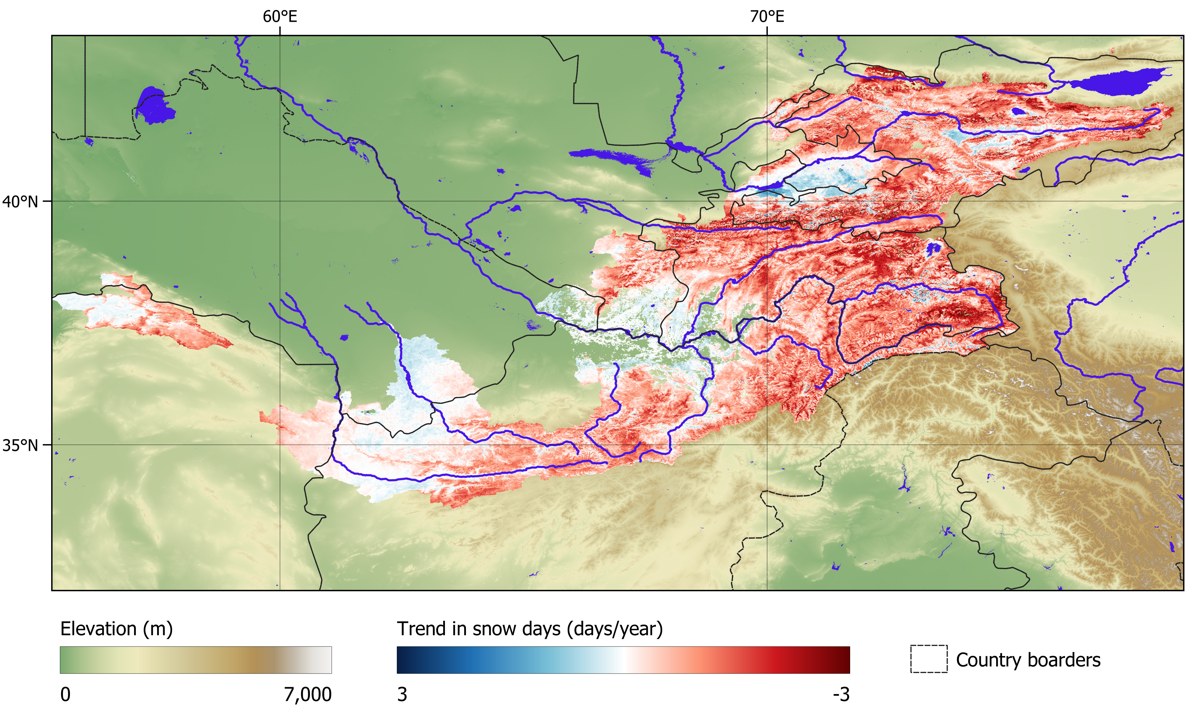 60°E 70°E
40°N
35°N
Elevation (m) Trend in snow days (days/year)
Country boarders
0 7,000 3 -3